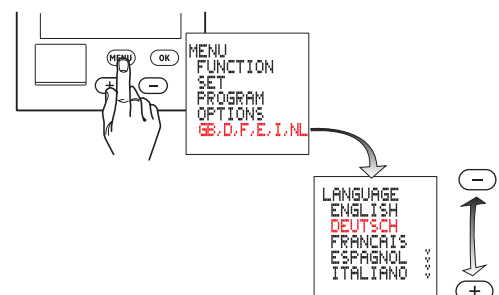 MENU
OK
+
−
MENU
FUNCTION
SET
PROGRAM
OPTIONS
GB,D,F,E,I,NL
LANGUAGE
ENGLISH
DEUTSCH
FRANCAIS
ESPAGNOL
ITALIANO
−
+